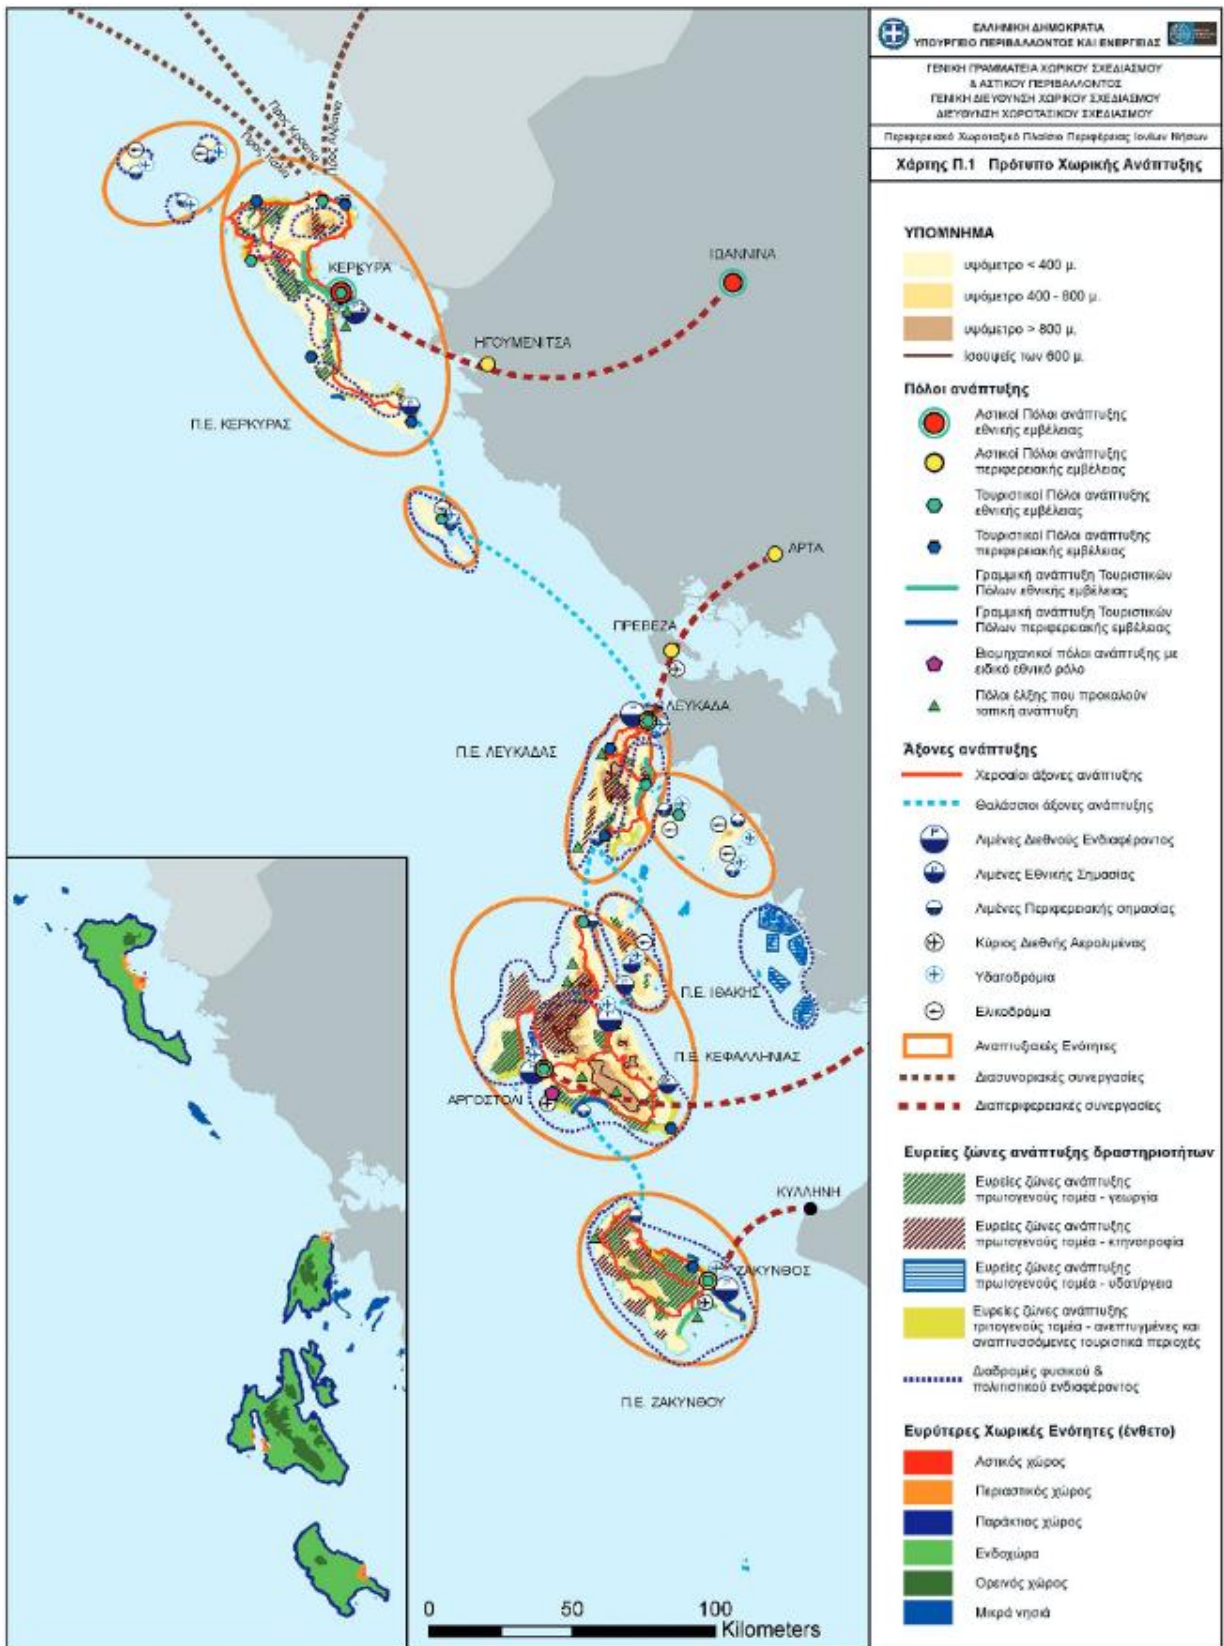 ΕΛΛΗΝΙΚΗ ΔΗΜΟΚΡΑΤΙΑ
ΥΠΟΥΡΓΕΙΟ ΠΕΡΙΒΑΛΛΟΝΤΟΣ ΚΑΙ ΕΝΕΡΓΕΙΑΣ
ΓΕΝΙΚΗ ΓΡΑΜΜΑΤΕΙΑ ΧΩΡΙΚΟΥ ΣΧΕΔΙΑΣΜΟΥ
& ΑΣΤΙΚΟΥ ΠΕΡΙΒΑΛΛΟΝΤΟΣ
ΓΕΝΙΚΗ ΔΙΕΥΘΥΝΣΗ ΧΩΡΙΚΟΥ ΣΧΕΔΙΑΣΜΟΥ
ΔΙΕΥΘΥΝΣΗ ΧΩΡΟΤΑΞΙΚΟΥ ΣΧΕΔΙΑΣΜΟΥ
Περιφερειακό Χωροταξικό Πλαίσιο Περιφέρειας Ιονίων Νήσων
Χάρτης Π.1 Πρότυπο Χωρικής Ανάπτυξης
Προς Ιταλία
Προς Κροατία
Προς Αλβανία
ΚΕΡΚΥΡΑ
ΙΩΑΝΝΙΝΑ
ΗΓΟΥΜΕΝΙΤΣΑ
Π.Ε. ΚΕΡΚΥΡΑΣ
ΑΡΤΑ
ΠΡΕΒΕΖΑ
ΛΕΥΚΑΔΑ
Π.Ε. ΛΕΥΚΑΔΑΣ
Π.Ε. ΙΘΑΚΗΣ
Π.Ε. ΚΕΦΑΛΛΗΝΙΑΣ
ΑΡΓΟΣΤΟΛΙ
ΚΥΛΛΗΝΗ
ΖΑΚΥΝΘΟΣ
Π.Ε. ΖΑΚΥΝΘΟΥ
0 50 100
Kilometers
ΥΠΟΜΝΗΜΑ
υψόμετρο < 400 μ.
υψόμετρο 400 - 800 μ.
υψόμετρο > 800 μ.
Ισοϋψείς των 600 μ.
Πόλοι ανάπτυξης
Αστικοί Πόλοι ανάπτυξης
εθνικής εμβέλειας
Αστικοί Πόλοι ανάπτυξης
περιφερειακής εμβέλειας
Τουριστικοί Πόλοι ανάπτυξης
εθνικής εμβέλειας
Τουριστικοί Πόλοι ανάπτυξης
περιφερειακής εμβέλειας
Γραμμική ανάπτυξη Τουριστικών
Πόλων εθνικής εμβέλειας
Γραμμική ανάπτυξη Τουριστικών
Πόλων περιφερειακής εμβέλειας
Βιομηχανικοί πόλοι ανάπτυξης με
ειδικό εθνικό ρόλο
Πόλοι έλξης που προκαλούν
τοπική ανάπτυξη
Άξονες ανάπτυξης
Χερσαίοι άξονες ανάπτυξης
Θαλάσσιοι άξονες ανάπτυξης
Λιμένες Διεθνούς Ενδιαφέροντος
Λιμένες Εθνικής Σημασίας
Λιμένες Περιφερειακής σημασίας
Κύριος Διεθνής Αερολιμένας
Υδατοδρόμια
Ελικοδρόμια
Αναπτυξιακές Ενότητες
Διασυνοριακές συνεργασίες
Διαπεριφερειακές συνεργασίες
Ευρείες ζώνες ανάπτυξης δραστηριοτήτων
Ευρείες ζώνες ανάπτυξης
πρωτογενούς τομέα - γεωργία
Ευρείες ζώνες ανάπτυξης
πρωτογενούς τομέα - κτηνοτροφία
Ευρείες ζώνες ανάπτυξης
πρωτογενούς τομέα - υδατ/ργεια
Ευρείες ζώνες ανάπτυξης
τριτογενούς τομέα - ανεπτυγμένες και
αναπτυσσόμενες τουριστικά περιοχές
Διαδρομές φυσικού &
πολιτιστικού ενδιαφέροντος
Ευρύτερες Χωρικές Ενότητες (ένθετο)
Αστικός χώρος
Περιαστικός χώρος
Παράκτιος χώρος
Ενδοχώρα
Ορεινός χώρος
Μικρά νησιά